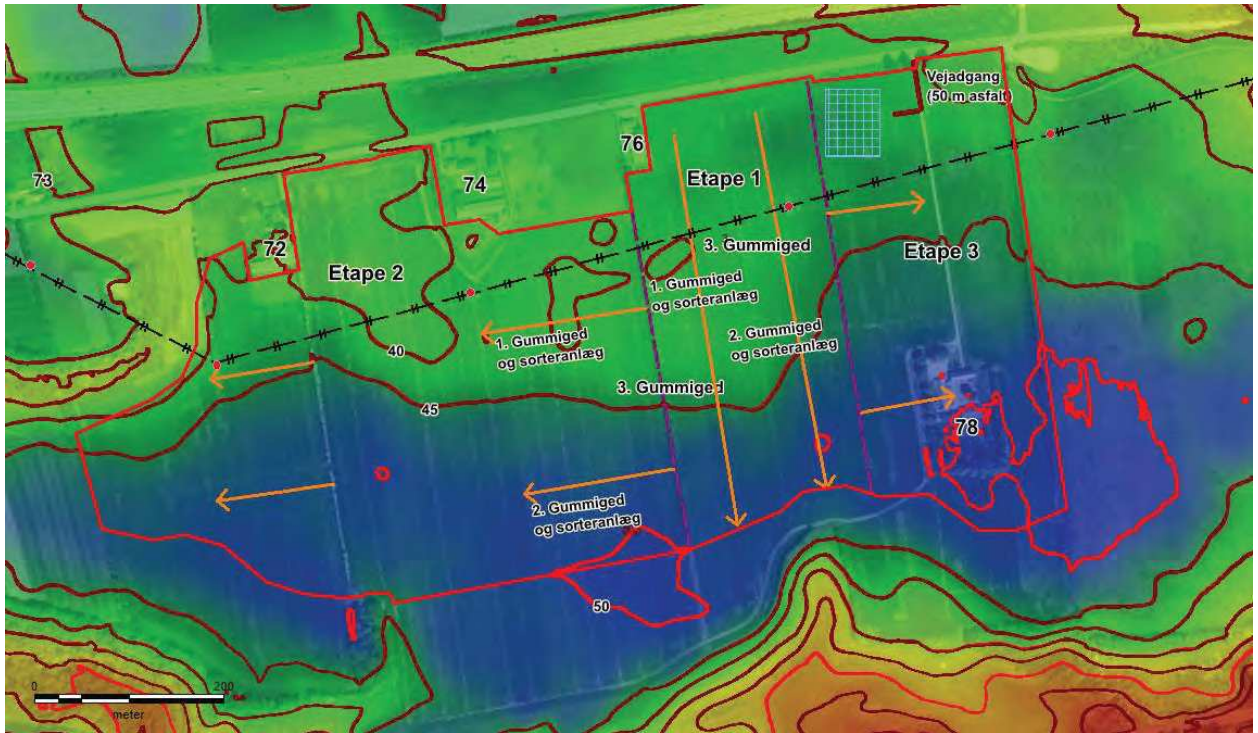 Vejadgang
(50 m asfalt)
76
73
74
Etape 1
72
3. Gummiged
Etape 3
Etape 2
1. Gummiged
og sorteranlæg
2. Gummiged
og sorteranlæg
1. Gummiged
og sorteranlæg
40
3. Gummiged
45
78
2. Gummiged
og sorteranlæg
50
0
200
meter